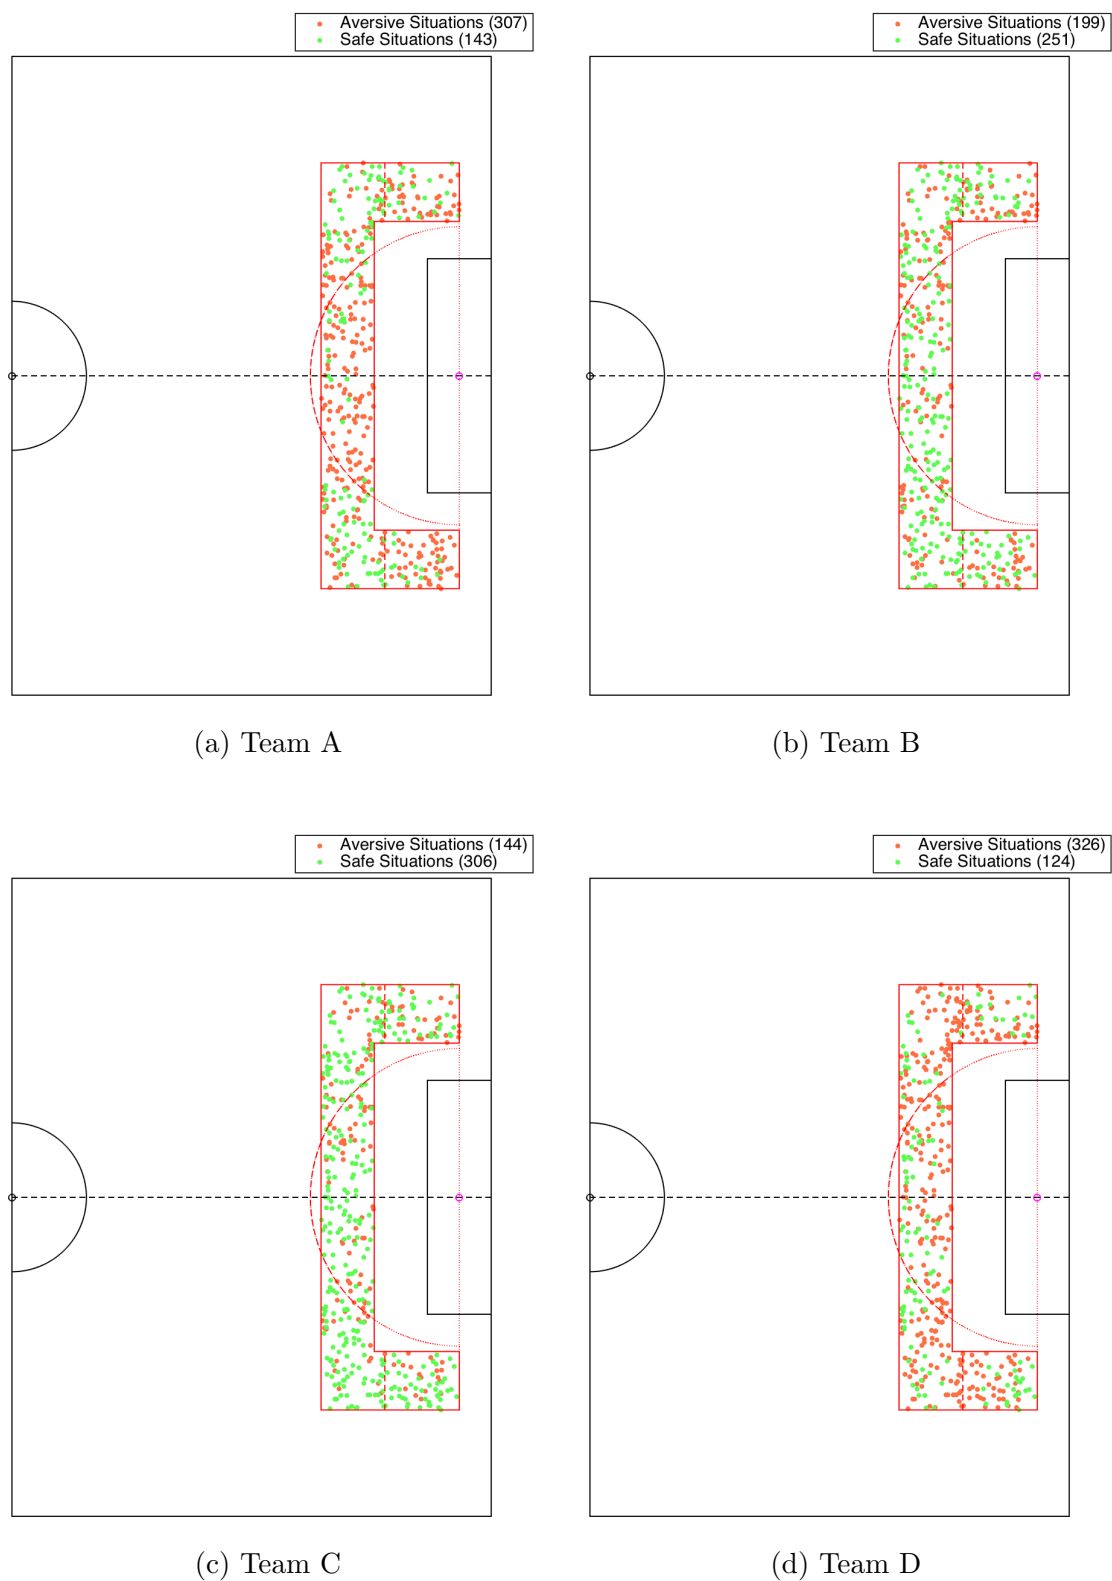 Aversive Situations (307)
Safe Situations (143)
Aversive Situations (199)
Safe Situations (251)
(a) Team A
(b) Team B
Aversive Situations (144)
Safe Situations (306)
Aversive Situations (326)
Safe Situations (124)
(c) Team C
(d) Team D